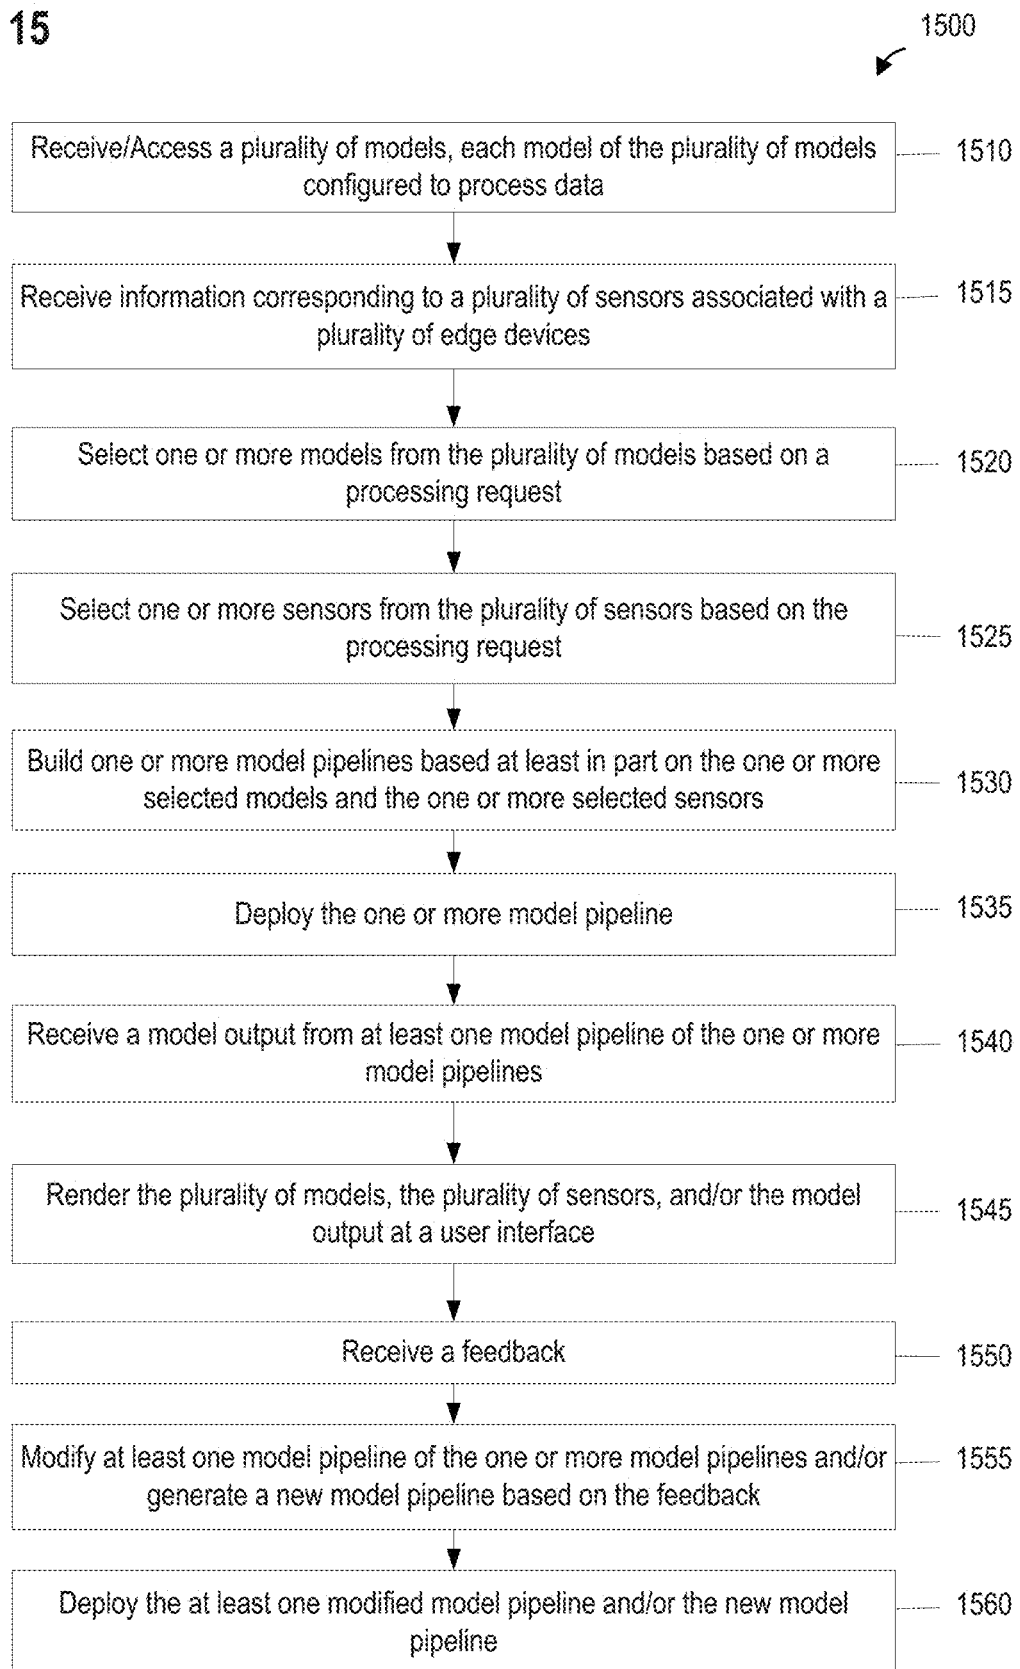 15
1500
Receive/Access a plurality of models, each model of the plurality of models
configured to process data
1510
Receive information corresponding to a plurality of sensors associated with a
plurality of edge devices
1515
Select one or more models from the plurality of models based on a
processing request
1520
Select one or more sensors from the plurality of sensors based on the
processing request
1525
Build one or more model pipelines based at least in part on the one or more
selected models and the one or more selected sensors
1530
Deploy the one or more model pipeline
1535
Receive a model output from at least one model pipeline of the one or more
model pipelines
1540
Render the plurality of models, the plurality of sensors, and/or the model
output at a user interface
1545
Receive a feedback
1550
Modify at least one model pipeline of the one or more model pipelines and/or
generate a new model pipeline based on the feedback
1555
Deploy the at least one modified model pipeline and/or the new model
pipeline
1560